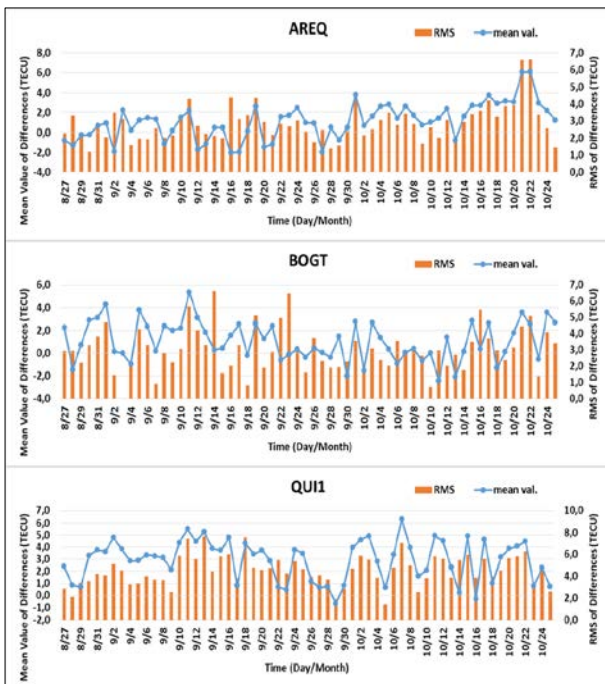 AREQ
RMS
mean val.
Mean Value of Differences (TECU)
8,0
6,0
4,0
2,0
0,0
-2,0
-4,0
7,0
6,0
5,0
4,0
3,0
2,0
1,0
0,0
RMS of Differences (TECU)
8/27 8/29 8/31 9/2 9/4 9/6 9/8 9/10 9/12 9/14 9/16 9/18 9/20 9/22 9/24 9/26 9/28 9/30 10/2 10/4 10/6 10/8 10/10 10/12 10/14 10/16 10/18 10/20 10/22 10/24
Time (Day/Month)
BOGT
RMS
mean val.
Mean Value of Differences (TECU)
6,0
4,0
2,0
0,0
-2,0
-4,0
7,0
6,0
5,0
4,0
3,0
2,0
1,0
0,0
RMS of Differences (TECU)
8/27 8/29 8/31 9/2 9/4 9/6 9/8 9/10 9/12 9/14 9/16 9/18 9/20 9/22 9/24 9/26 9/28 9/30 10/2 10/4 10/6 10/8 10/10 10/12 10/14 10/16 10/18 10/20 10/22 10/24
Time (Day/Month)
QUI1
RMS
mean val.
Mean Value of Differences (TECU)
7,0
6,0
5,0
4,0
3,0
2,0
1,0
0,0
-1,0
-2,0
10,0
8,0
6,0
4,0
2,0
0,0
RMS of Differences (TECU)
8/27 8/29 8/31 9/2 9/4 9/6 9/8 9/10 9/12 9/14 9/16 9/18 9/20 9/22 9/24 9/26 9/28 9/30 10/2 10/4 10/6 10/8 10/10 10/12 10/14 10/16 10/18 10/20 10/22 10/24
Time (Day/Month)